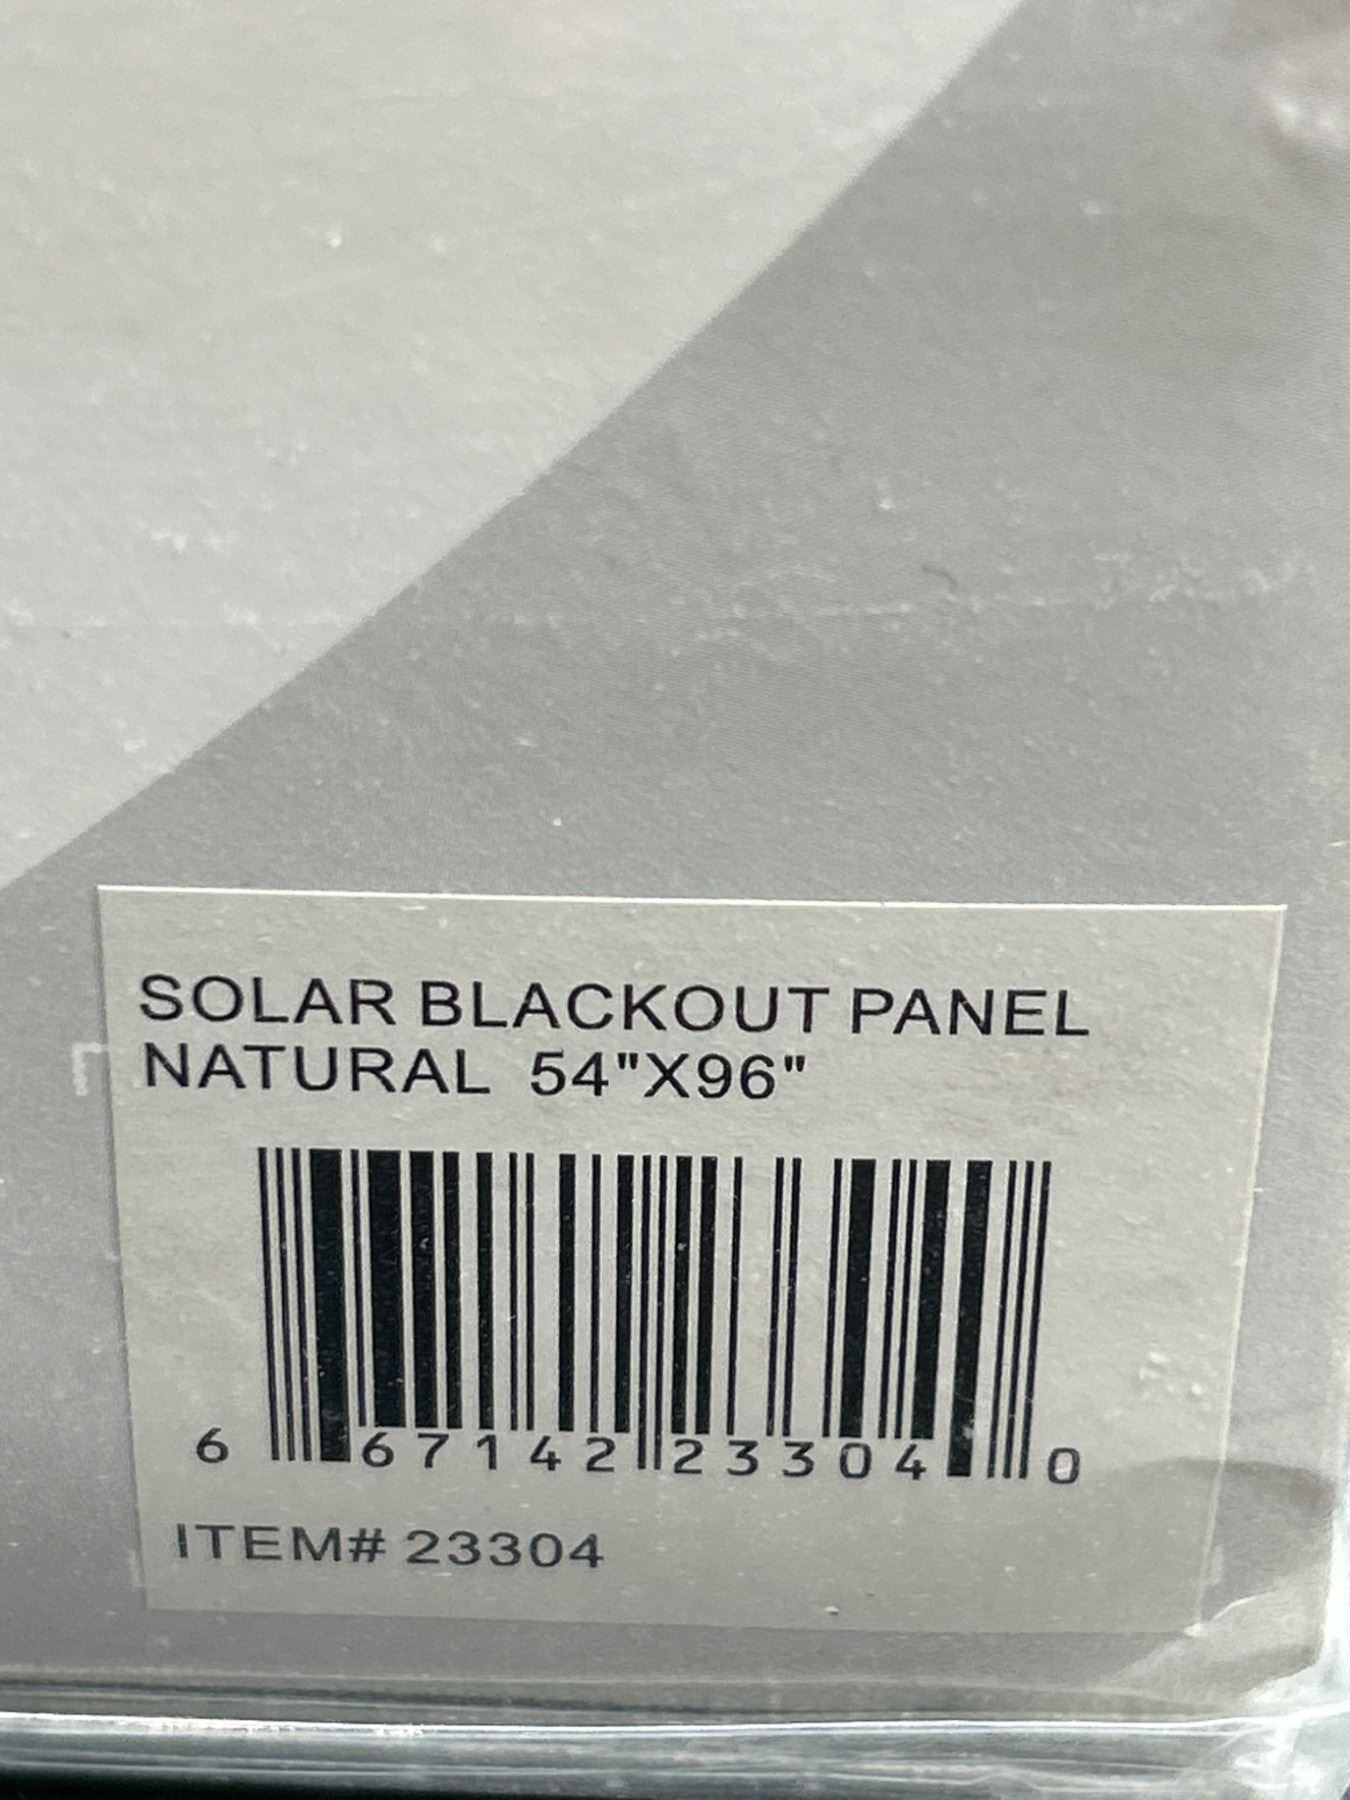 SOLAR BLACKOUT PANEL
NATURAL 54"X96"
6 67142 23304 0
ITEM# 23304